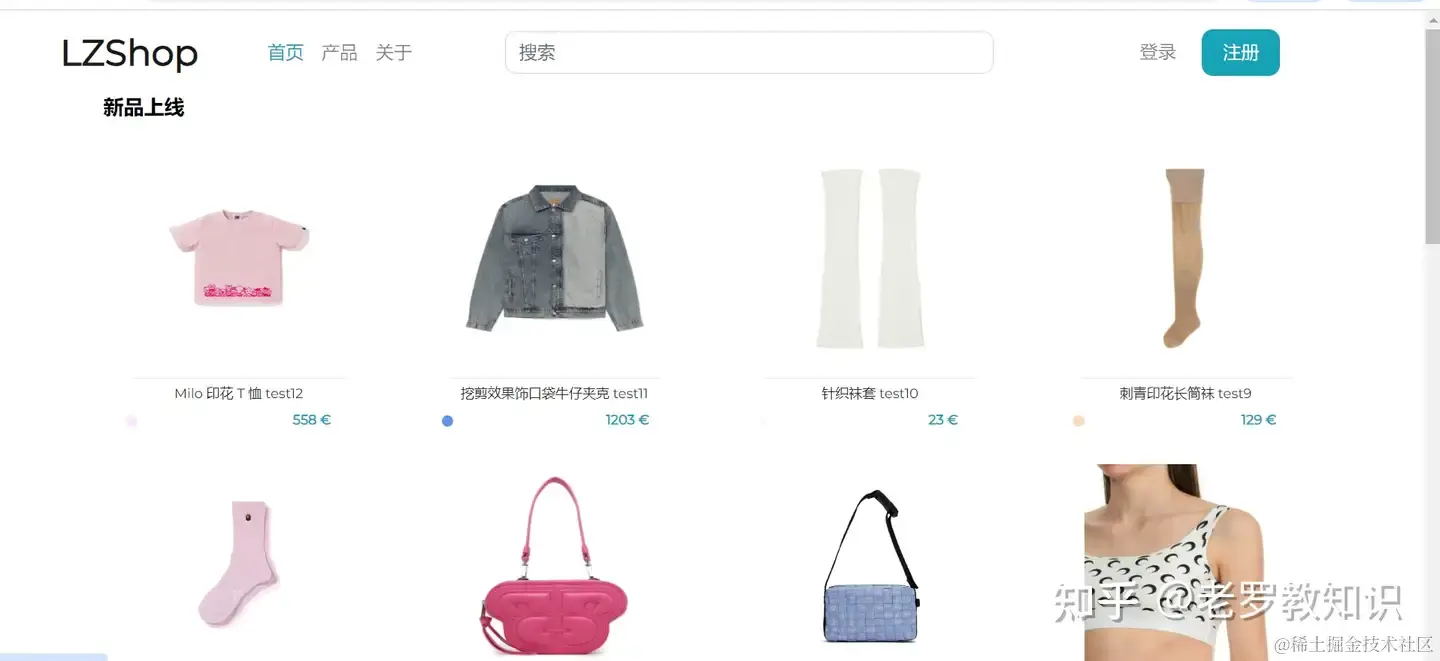 LZShop 首页 产品 关于 搜索 登录 注册
新品上线
Milo 印花 T 恤 test12
挖剪效果饰口袋牛仔夹克 test11
针织袜套 test10
刺青印花长筒袜 test9
558 €
1203 €
23 €
129 €
知乎 @老罗教知识
@稀土掘金技术社区